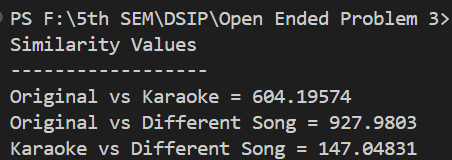 PS F:\5th SEM\DSIP\Open Ended Problem 3>
Similarity Values
------------------
Original vs Karaoke = 604.19574
Original vs Different Song = 927.9803
Karaoke vs Different Song = 147.04831